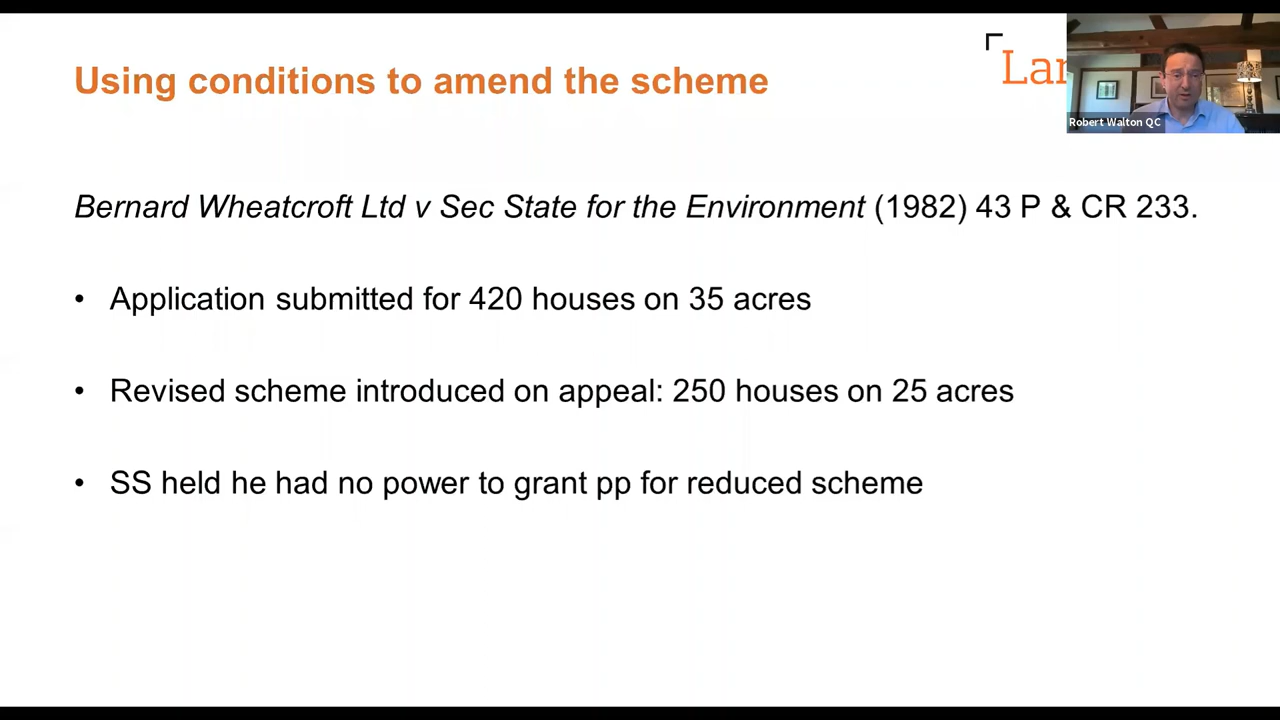 Using conditions to amend the scheme
Lan
Robert Walton QC
Bernard Wheatcroft Ltd v Sec State for the Environment (1982) 43 P & CR 233.
• Application submitted for 420 houses on 35 acres
• Revised scheme introduced on appeal: 250 houses on 25 acres
• SS held he had no power to grant pp for reduced scheme